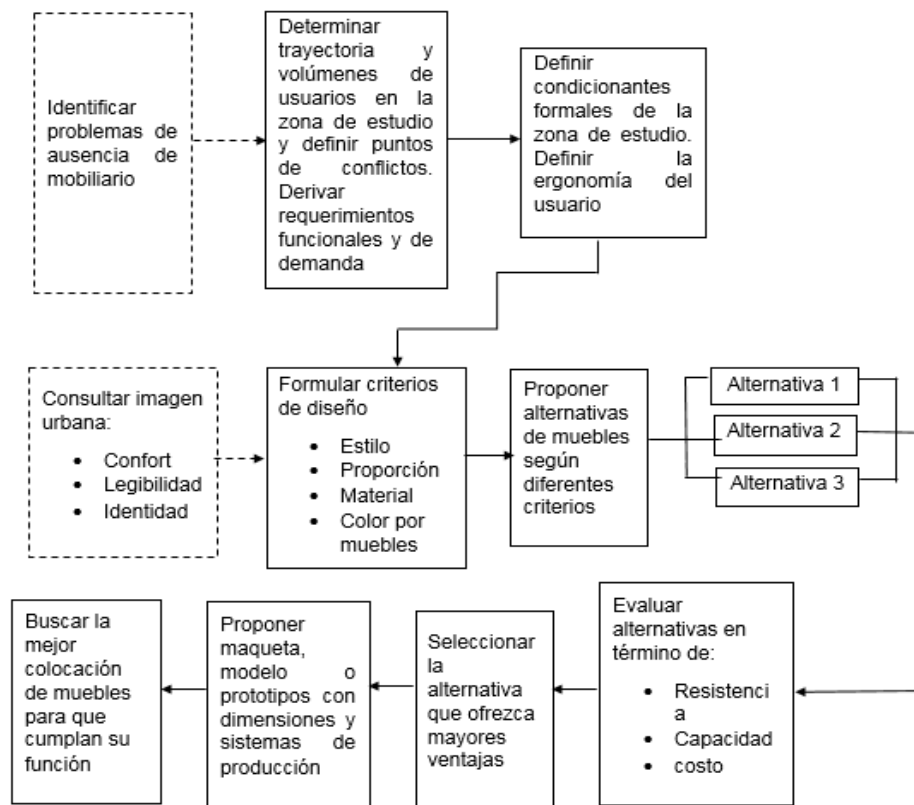 Identificar
problemas de
ausencia de
mobiliario
Determinar
trayectoria y
volúmenes de
usuarios en la
zona de estudio
y definir puntos
de conflictos.
Derivar
requerimientos
funcionales y de
demanda
Definir
condicionantes
formales de la
zona de estudio.
Definir la
ergonomía del
usuario
Consultar imagen
urbana:
• Confort
• Legibilidad
• Identidad
Formular criterios
de diseño
• Estilo
• Proporción
• Material
• Color por
muebles
Proponer
alternativas
de muebles
según
diferentes
criterios
Alternativa 1
Alternativa 2
Alternativa 3
Buscar la
mejor
colocación
de muebles
para que
cumplan su
función
Proponer
maqueta,
modelo o
prototipos con
dimensiones y
sistemas de
producción
Seleccionar
la
alternativa
que ofrezca
mayores
ventajas
Evaluar
alternativas en
término de:
• Resistenci
a
• Capacidad
• costo